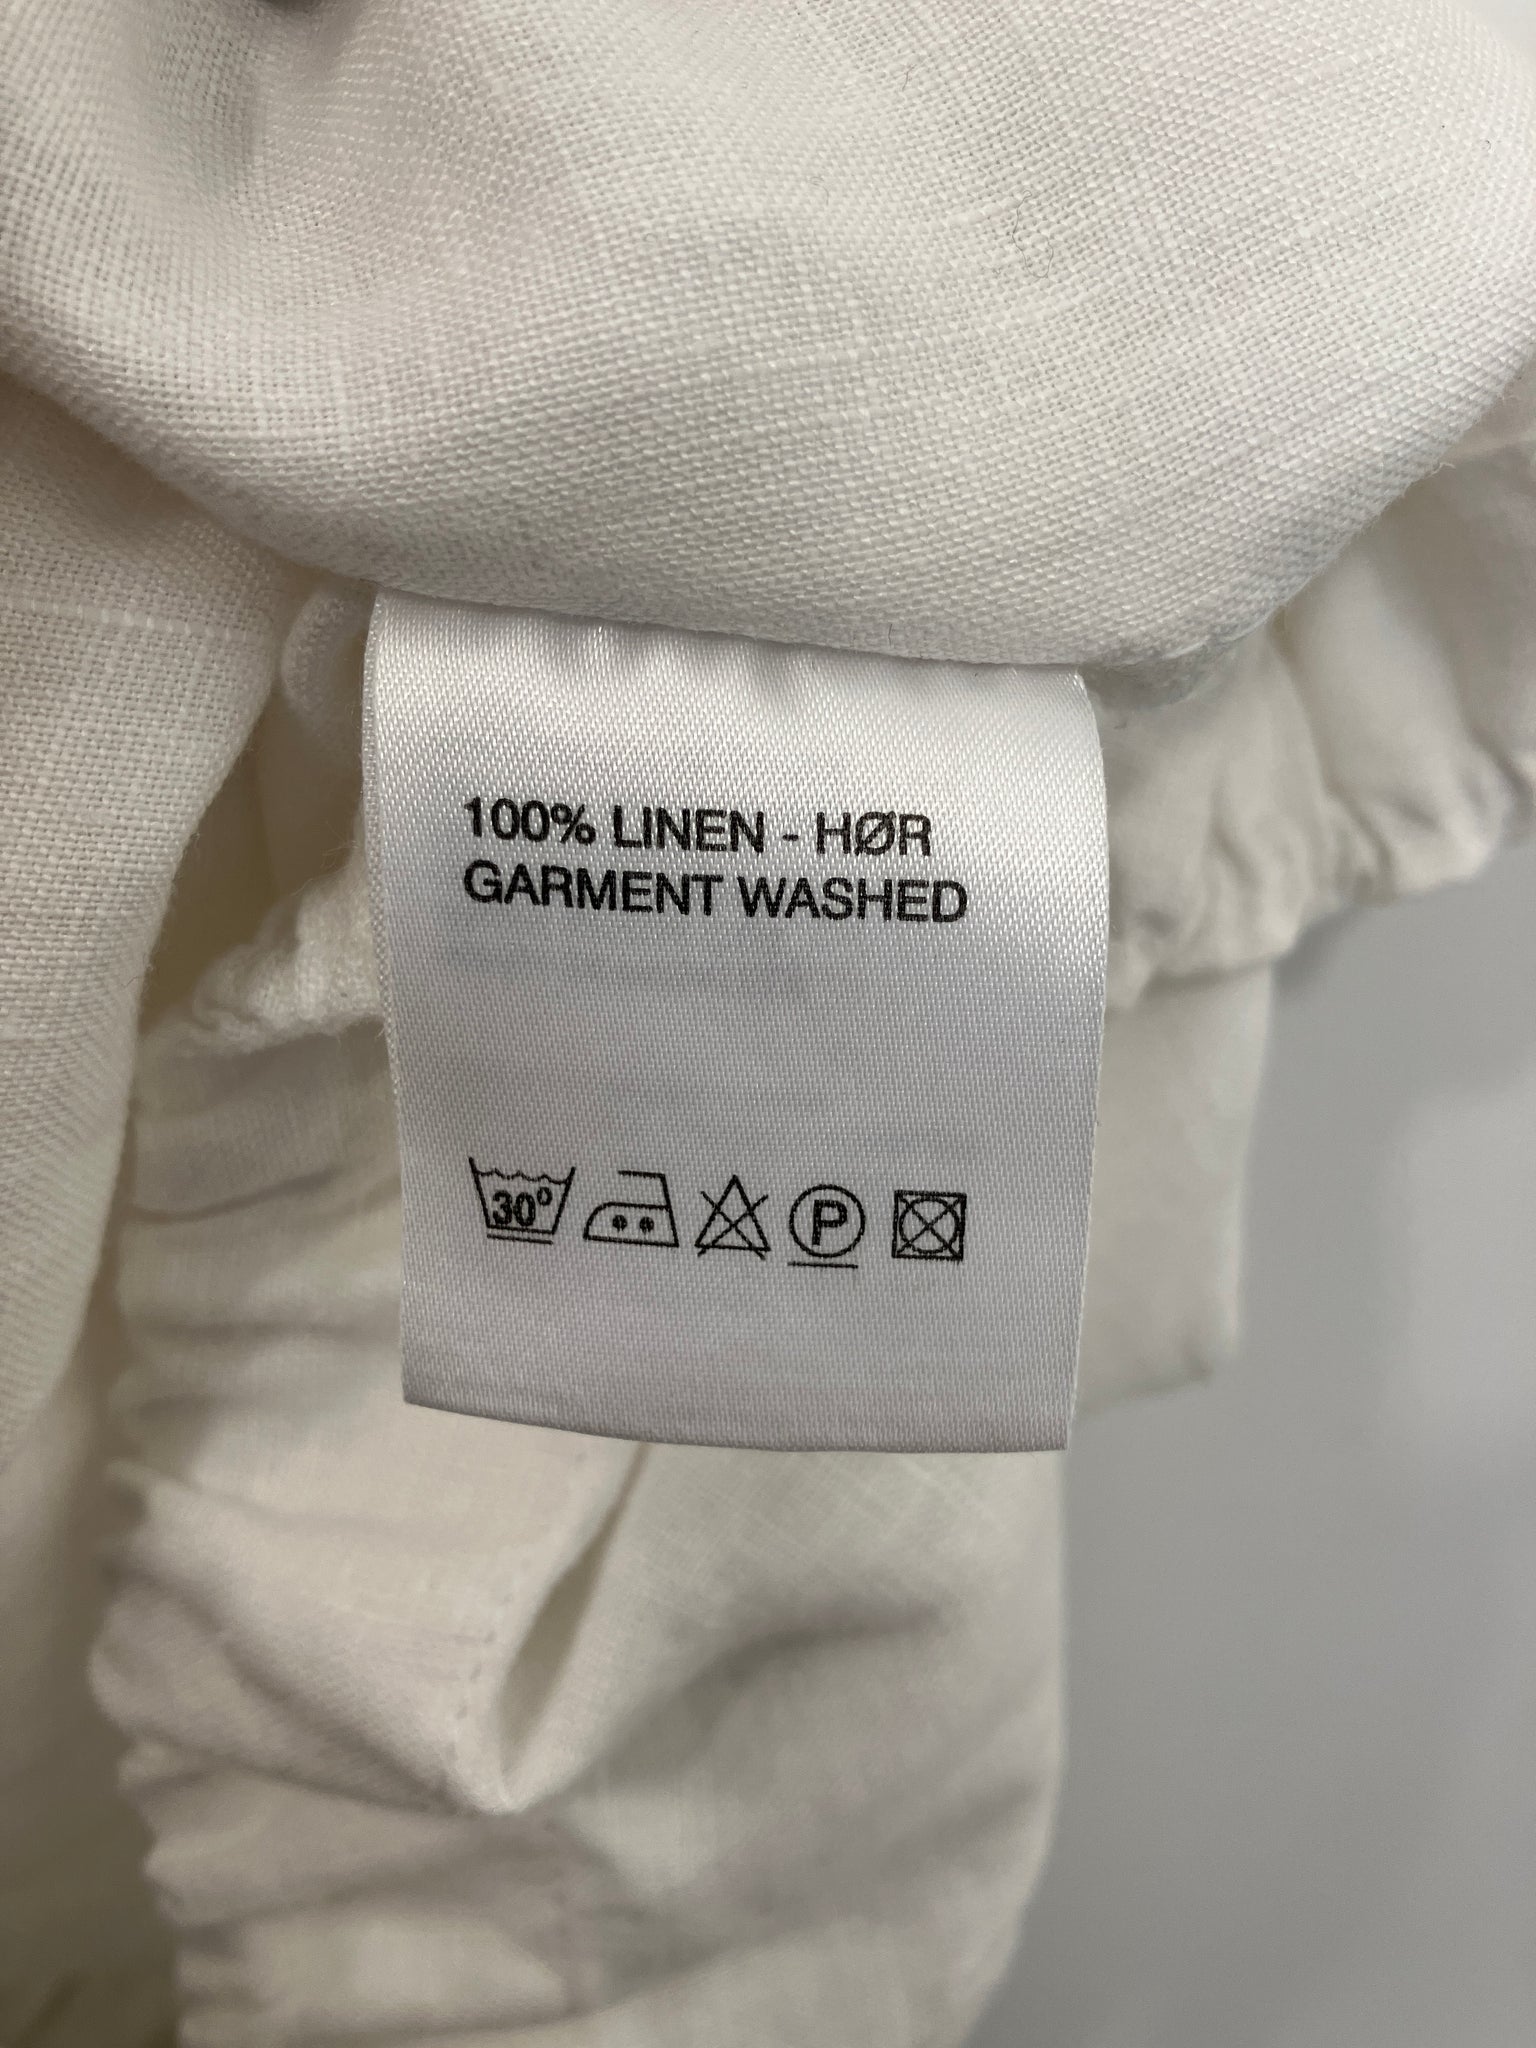 100% LINEN - HØR
GARMENT WASHED
30° P